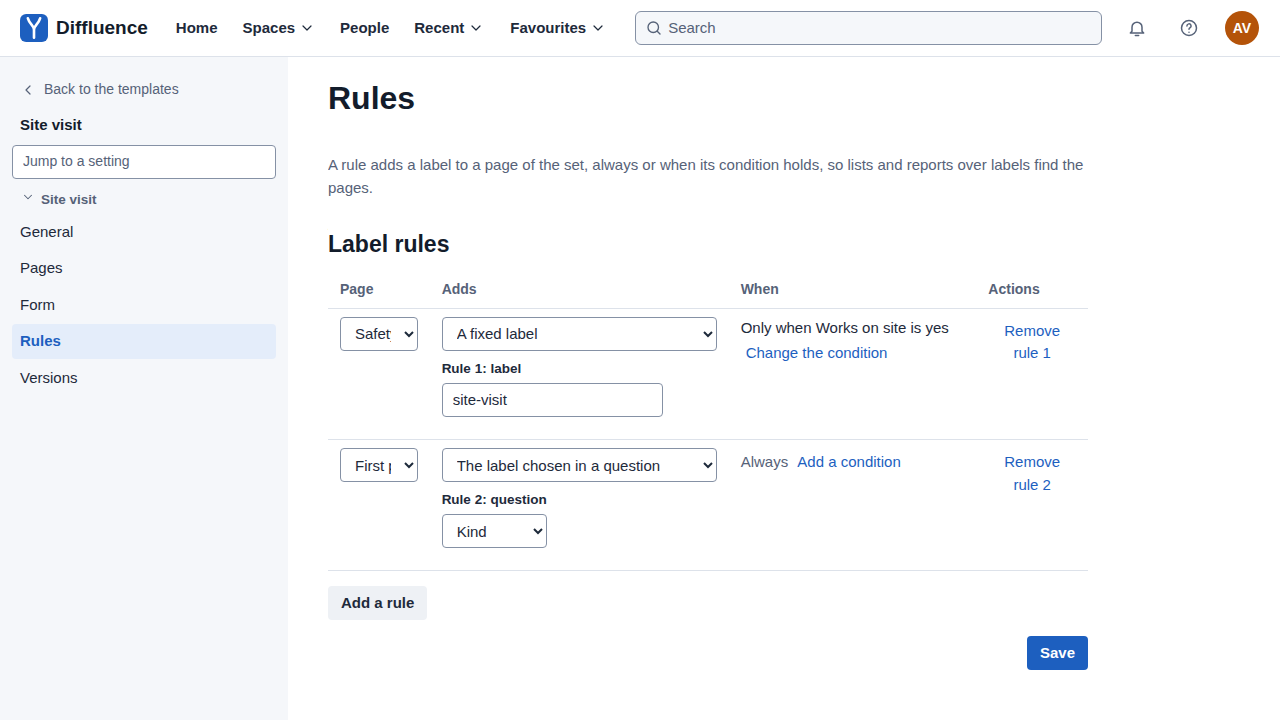 Diffluence Home Spaces People Recent Favourites Search AV
Back to the templates
Site visit
Jump to a setting
Site visit
General
Pages
Form
Rules
Versions
Rules
A rule adds a label to a page of the set, always or when its condition holds, so lists and reports over labels find the
pages.
Label rules
Page Adds When Actions
Safet A fixed label Only when Works on site is yes Remove
rule 1
Change the condition
Rule 1: label
site-visit
First p The label chosen in a question Always Add a condition Remove
rule 2
Rule 2: question
Kind
Add a rule
Save